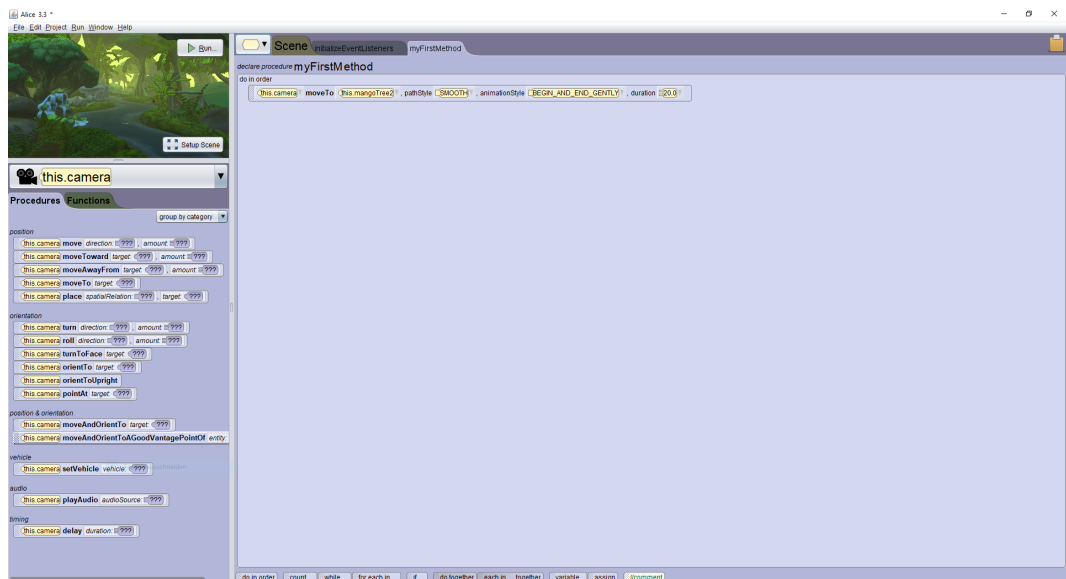 Alice 3.3 *
File Edit Project Run Window Help
Run...
Setup Scene
this.camera
Procedures Functions
group by category
position
this.camera move direction: ??? , amount: ???
this.camera moveToward target: ??? , amount: ???
this.camera moveAwayFrom target: ??? , amount: ???
this.camera moveTo target: ???
this.camera place spatialRelation: ??? , target: ???
orientation
this.camera turn direction: ??? , amount: ???
this.camera roll direction: ??? , amount: ???
this.camera turnToFace target: ???
this.camera orientTo target: ???
this.camera orientToUpright
this.camera pointAt target: ???
position & orientation
this.camera moveAndOrientTo target: ???
this.camera moveAndOrientToAGoodVantagePointOf entity:
vehicle
this.camera setVehicle vehicle: ???
audio
this.camera playAudio audioSource: ???
timing
this.camera delay duration: ???
Scene initializeEventListeners myFirstMethod
declare procedure myFirstMethod
do in order
this.camera moveTo this.mangoTree2 , pathStyle SMOOTH , animationStyle BEGIN_AND_END_GENTLY , duration 20.0
do in order count while for each in if do together each in together variable assign //comment